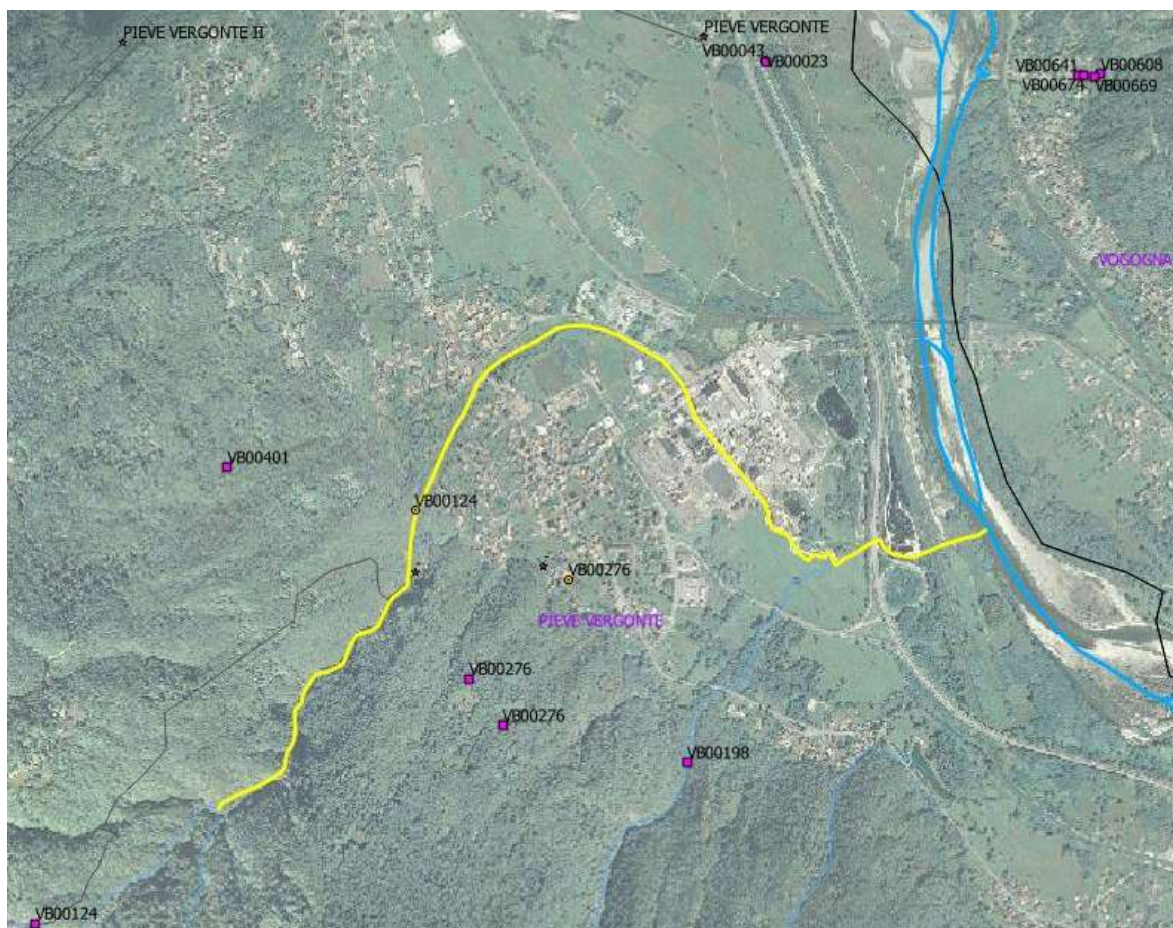 PIEVE VERGONTE II
PIEVE VERGONTE
VB00043
VB00023
VB00641
VB00608
VB00674
VB00669
VOGOGNA
VB00401
VB00124
VB00276
PIEVE VERGONTE
VB00276
VB00276
VB00198
VB00124